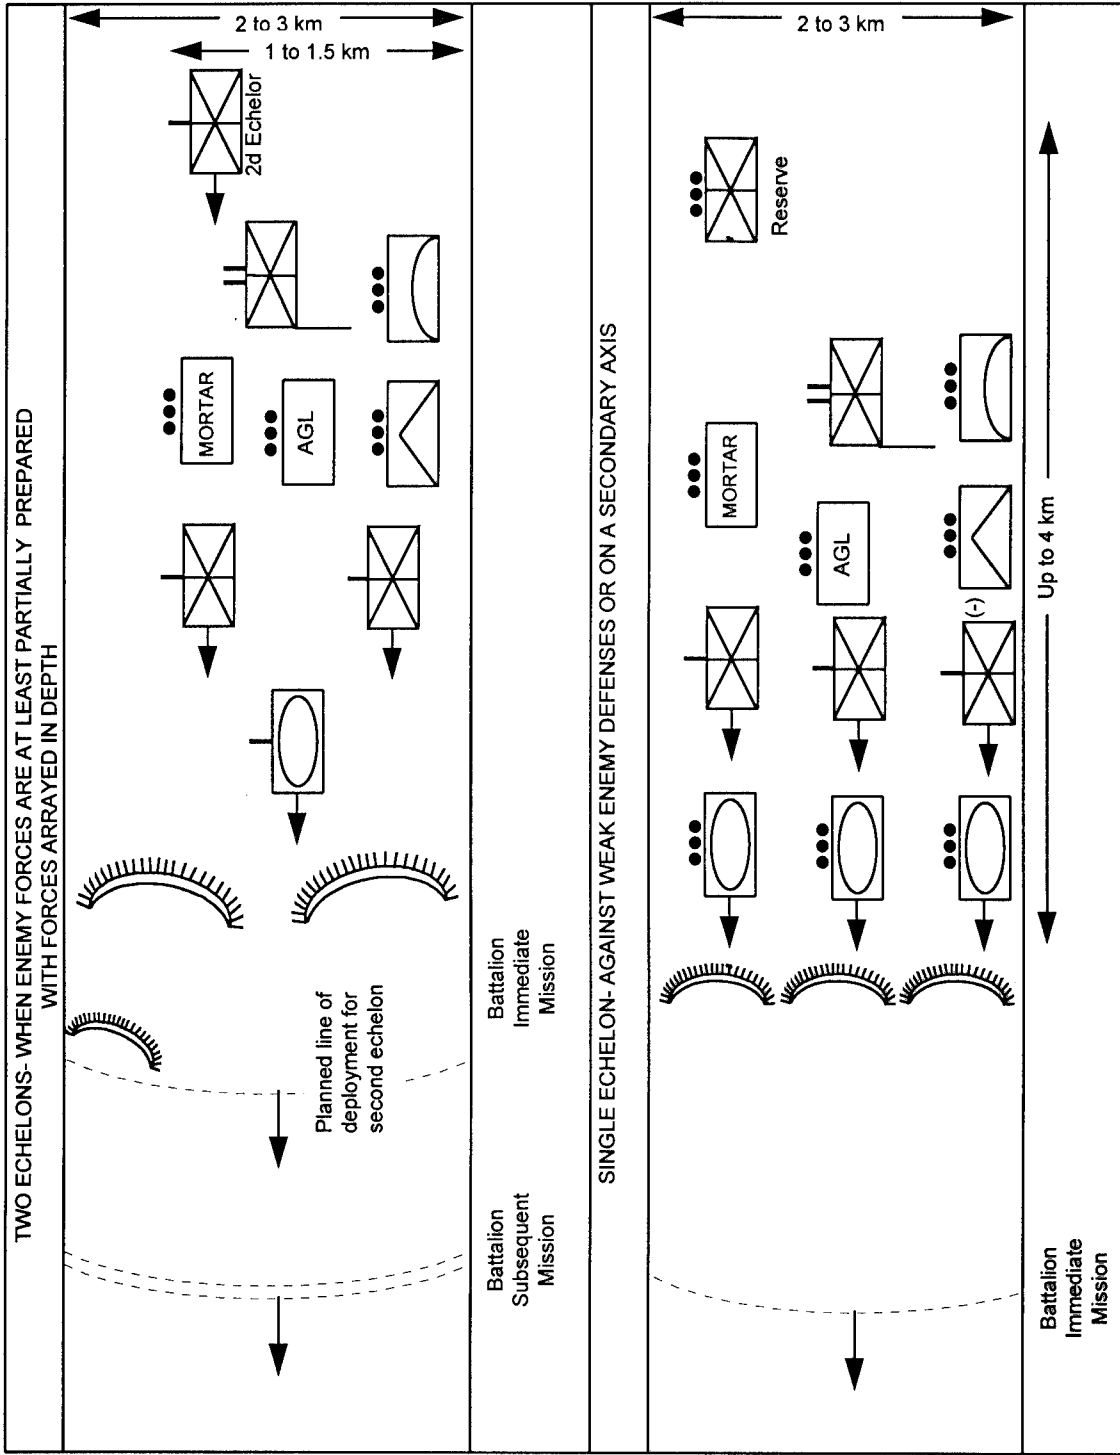 TWO ECHELONS- WHEN ENEMY FORCES ARE AT LEAST PARTIALLY PREPARED
WITH FORCES ARRAYED IN DEPTH
2 to 3 km
1 to 1.5 km
2d Echelor
MORTAR
AGL
Planned line of
deployment for
second echelon
Battalion
Subsequent
Mission
Battalion
Immediate
Mission
SINGLE ECHELON- AGAINST WEAK ENEMY DEFENSES OR ON A SECONDARY AXIS
2 to 3 km
Reserve
MORTAR
AGL
(-)
Up to 4 km
Battalion
Immediate
Mission